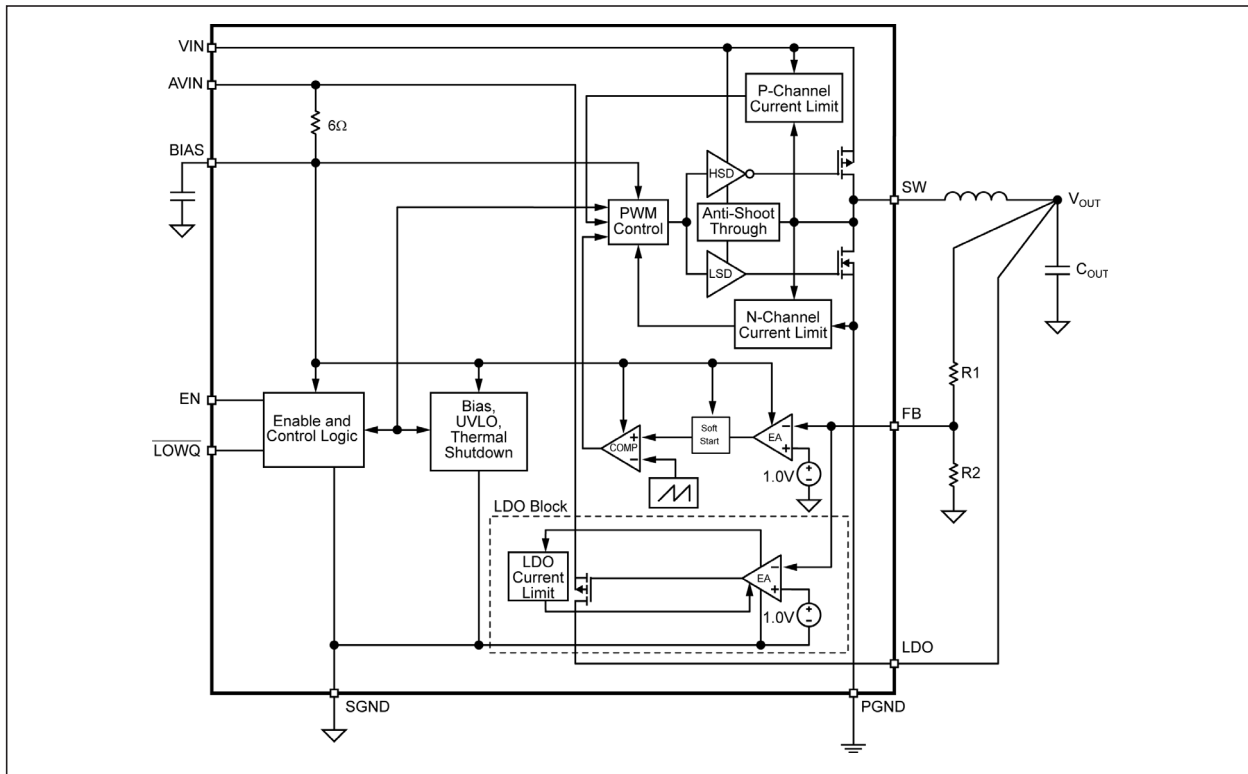 VIN
AVIN
P-Channel
Current Limit
6Ω
BIAS
HSD
SW
VOUT
PWM
Control
Anti-Shoot
Through
COUT
LSD
N-Channel
Current Limit
R1
EN
Enable and
Control Logic
Bias,
UVLO,
Thermal
Shutdown
LOWQ
+
COMP
−
Soft
Start
−
EA
+
FB
1.0V
+
−
R2
LDO Block
LDO
Current
Limit
−
EA
+
1.0V
+
−
LDO
SGND
PGND